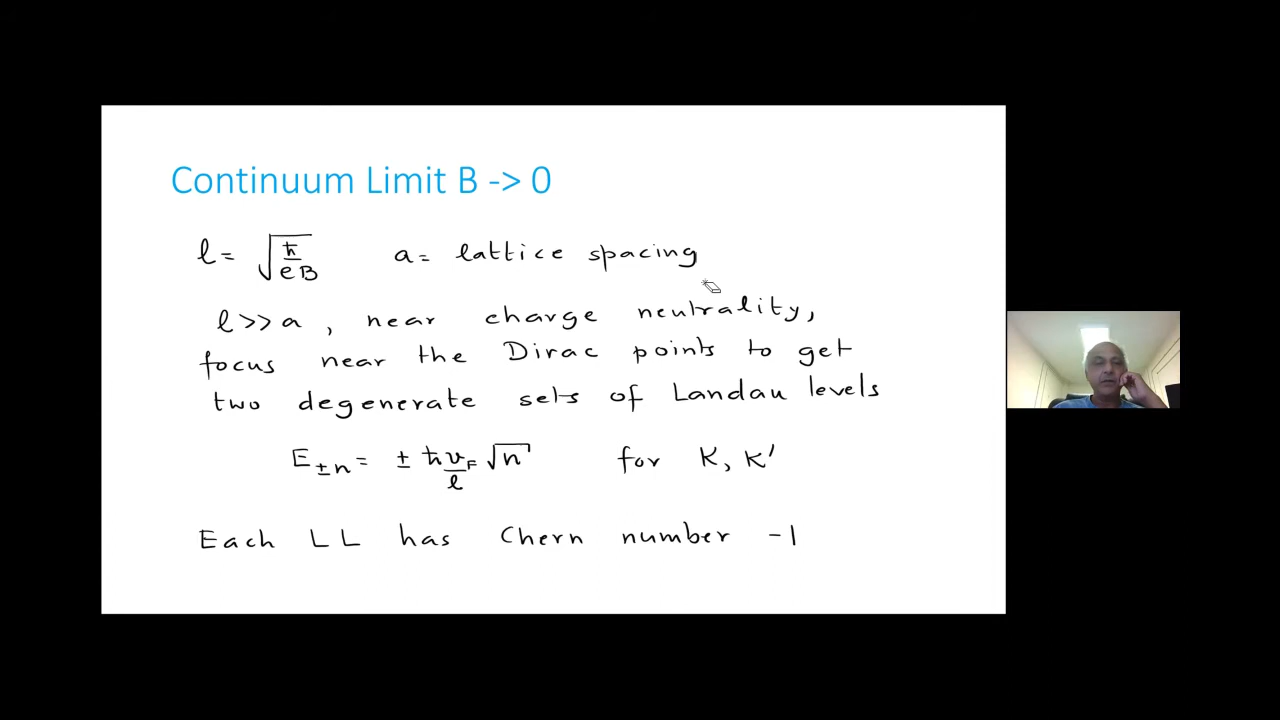 Continuum Limit B -> 0
l = √(ħ/eB) a = lattice spacing
l >> a , near charge neutrality,
focus near the Dirac points to get
two degenerate sets of Landau levels
E±n = ± ħv_F/l √n for K, K'
Each LL has Chern number -1